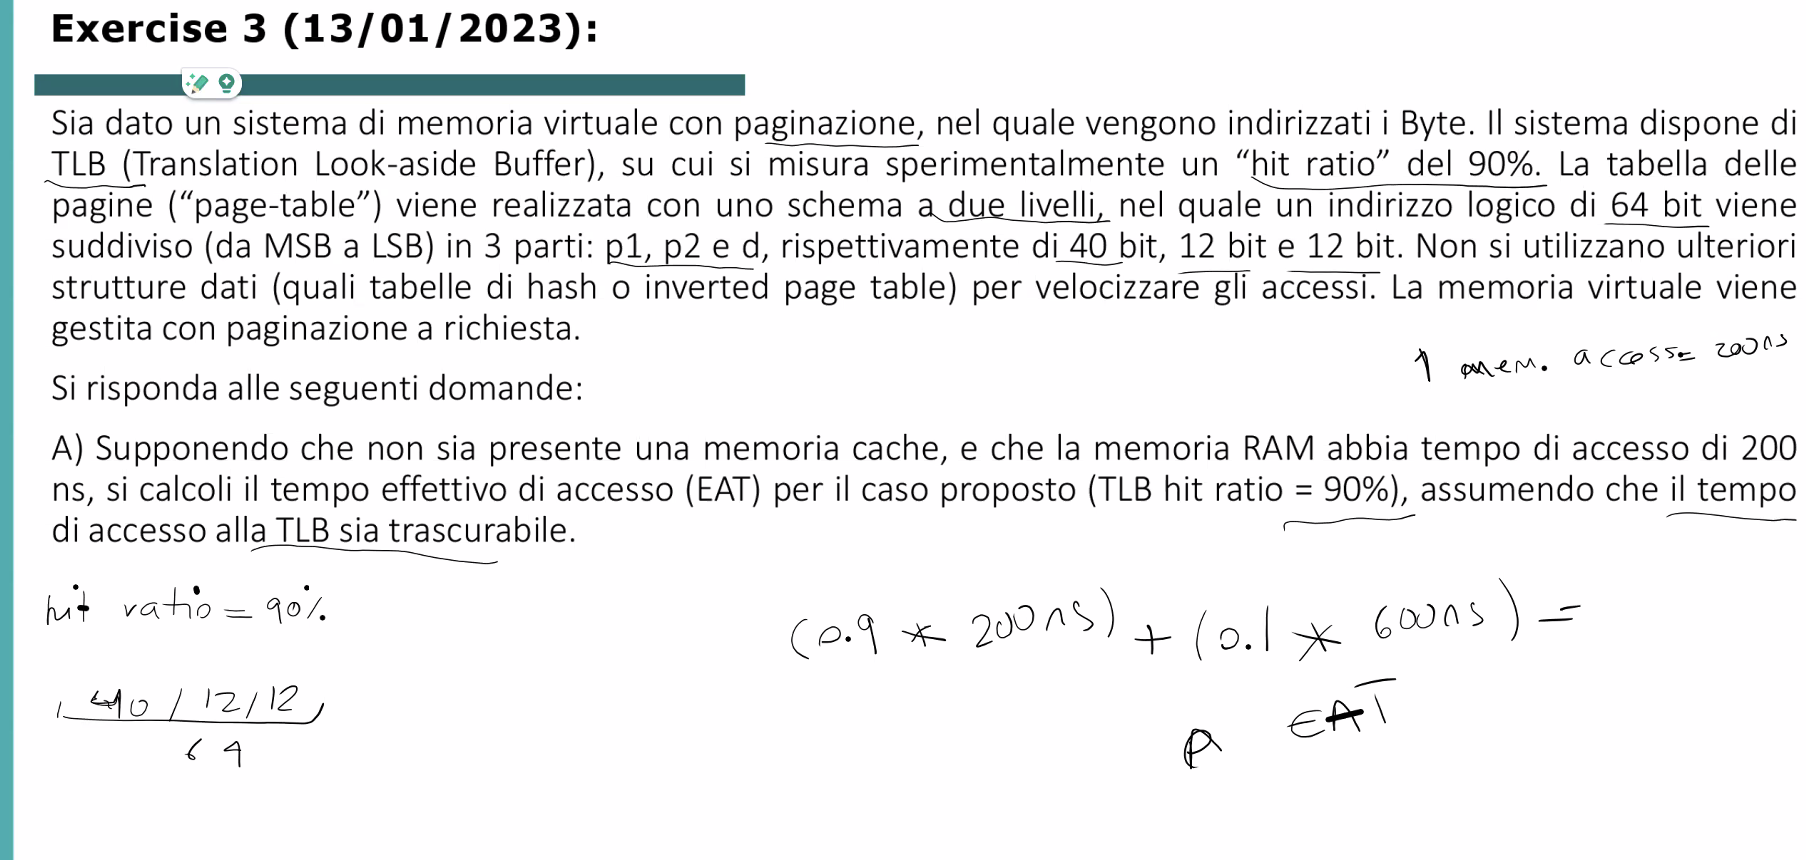 Exercise 3 (13/01/2023):
Sia dato un sistema di memoria virtuale con paginazione, nel quale vengono indirizzati i Byte. Il sistema dispone di
TLB (Translation Look-aside Buffer), su cui si misura sperimentalmente un “hit ratio” del 90%. La tabella delle
pagine (“page-table”) viene realizzata con uno schema a due livelli, nel quale un indirizzo logico di 64 bit viene
suddiviso (da MSB a LSB) in 3 parti: p1, p2 e d, rispettivamente di 40 bit, 12 bit e 12 bit. Non si utilizzano ulteriori
strutture dati (quali tabelle di hash o inverted page table) per velocizzare gli accessi. La memoria virtuale viene
gestita con paginazione a richiesta.
1 mem. access= 200ns
Si risponda alle seguenti domande:
A) Supponendo che non sia presente una memoria cache, e che la memoria RAM abbia tempo di accesso di 200
ns, si calcoli il tempo effettivo di accesso (EAT) per il caso proposto (TLB hit ratio = 90%), assumendo che il tempo
di accesso alla TLB sia trascurabile.
hit ratio = 90%
(0.9 * 200ns) + (0.1 * 600ns) =
40 / 12 / 12
EAT
64